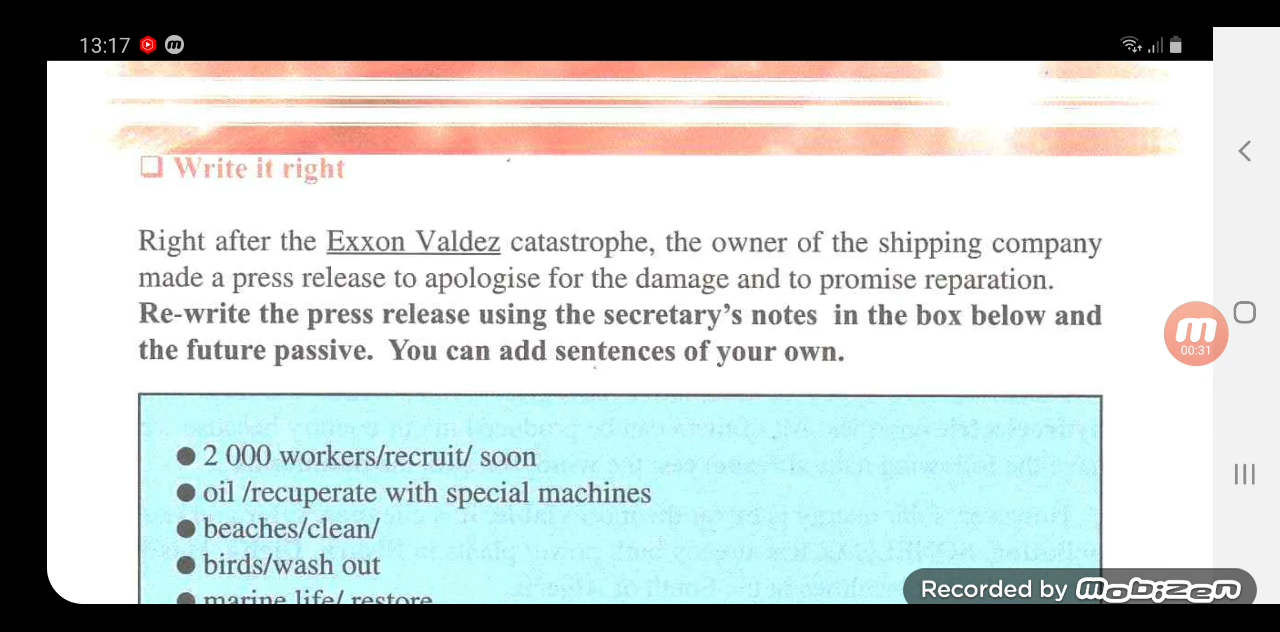 13:17
Write it right
Right after the Exxon Valdez catastrophe, the owner of the shipping company
made a press release to apologise for the damage and to promise reparation.
Re-write the press release using the secretary's notes in the box below and
the future passive. You can add sentences of your own.
● 2 000 workers/recruit/ soon
● oil /recuperate with special machines
● beaches/clean/
● birds/wash out
● marine life/ restore
00:31
Recorded by mobizen